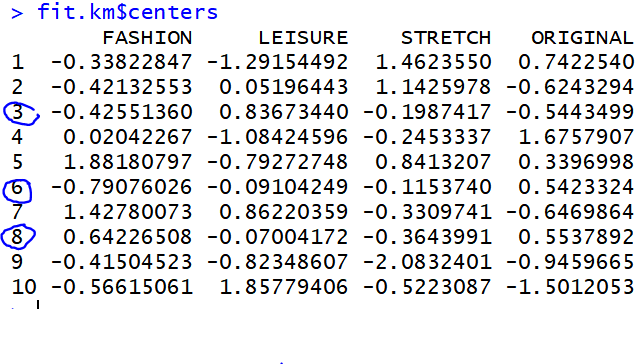 > fit.km$centers
FASHION LEISURE STRETCH ORIGINAL
1 -0.33822847 -1.29154492 1.4623550 0.7422540
2 -0.42132553 0.05196443 1.1425978 -0.6243294
3 -0.42551360 0.83673440 -0.1987417 -0.5443499
4 0.02042267 -1.08424596 -0.2453337 1.6757907
5 1.88180797 -0.79272748 0.8413207 0.3396998
6 -0.79076026 -0.09104249 -0.1153740 0.5423324
7 1.42780073 0.86220359 -0.3309741 -0.6469864
8 0.64226508 -0.07004172 -0.3643991 0.5537892
9 -0.41504523 -0.82348607 -2.0832401 -0.9459665
10 -0.56615061 1.85779406 -0.5223087 -1.5012053